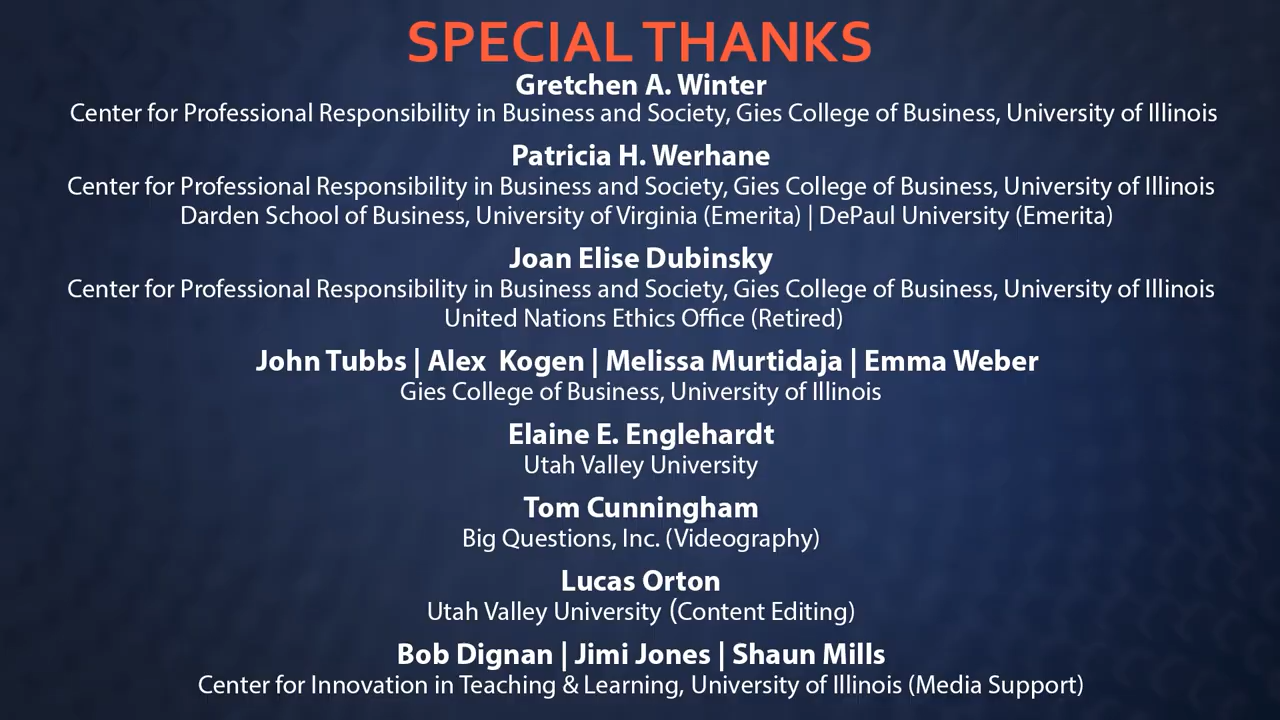 SPECIAL THANKS
Gretchen A. Winter
Center for Professional Responsibility in Business and Society, Gies College of Business, University of Illinois
Patricia H. Werhane
Center for Professional Responsibility in Business and Society, Gies College of Business, University of Illinois
Darden School of Business, University of Virginia (Emerita) | DePaul University (Emerita)
Joan Elise Dubinsky
Center for Professional Responsibility in Business and Society, Gies College of Business, University of Illinois
United Nations Ethics Office (Retired)
John Tubbs | Alex Kogen | Melissa Murtidaja | Emma Weber
Gies College of Business, University of Illinois
Elaine E. Englehardt
Utah Valley University
Tom Cunningham
Big Questions, Inc. (Videography)
Lucas Orton
Utah Valley University (Content Editing)
Bob Dignan | Jimi Jones | Shaun Mills
Center for Innovation in Teaching & Learning, University of Illinois (Media Support)